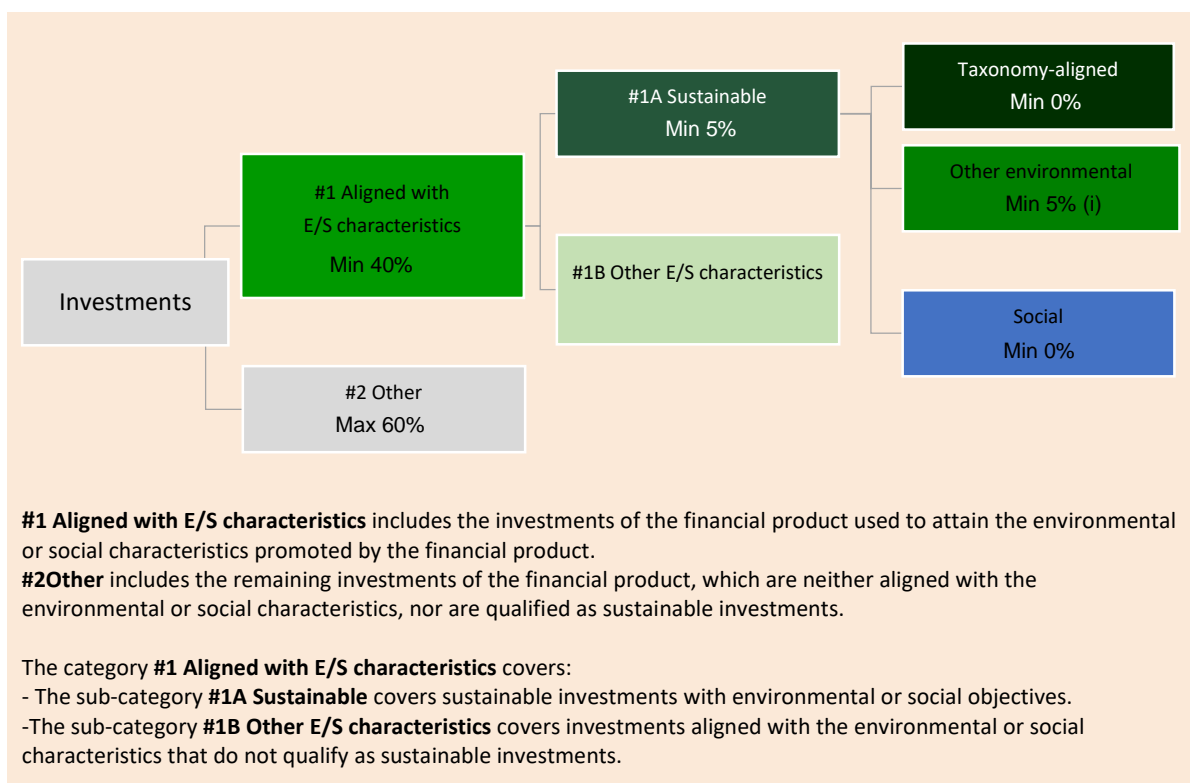 Investments
#1 Aligned with
E/S characteristics
Min 40%
#2 Other
Max 60%
#1A Sustainable
Min 5%
#1B Other E/S characteristics
Taxonomy-aligned
Min 0%
Other environmental
Min 5% (i)
Social
Min 0%
#1 Aligned with E/S characteristics includes the investments of the financial product used to attain the environmental
or social characteristics promoted by the financial product.
#2Other includes the remaining investments of the financial product, which are neither aligned with the
environmental or social characteristics, nor are qualified as sustainable investments.
The category #1 Aligned with E/S characteristics covers:
- The sub-category #1A Sustainable covers sustainable investments with environmental or social objectives.
-The sub-category #1B Other E/S characteristics covers investments aligned with the environmental or social
characteristics that do not qualify as sustainable investments.